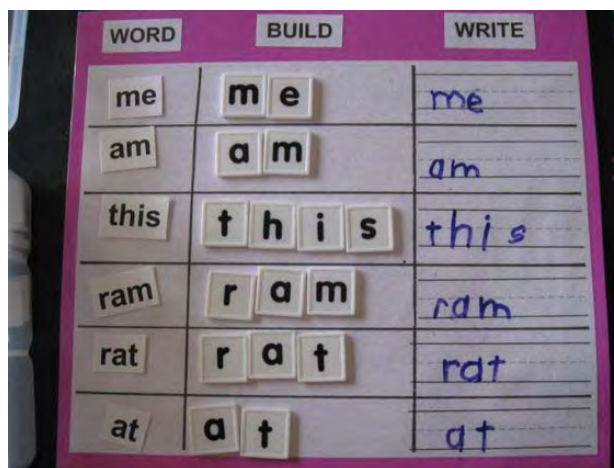 WORD BUILD WRITE
me me me
am am am
this this this
ram ram ram
rat rat rat
at at at